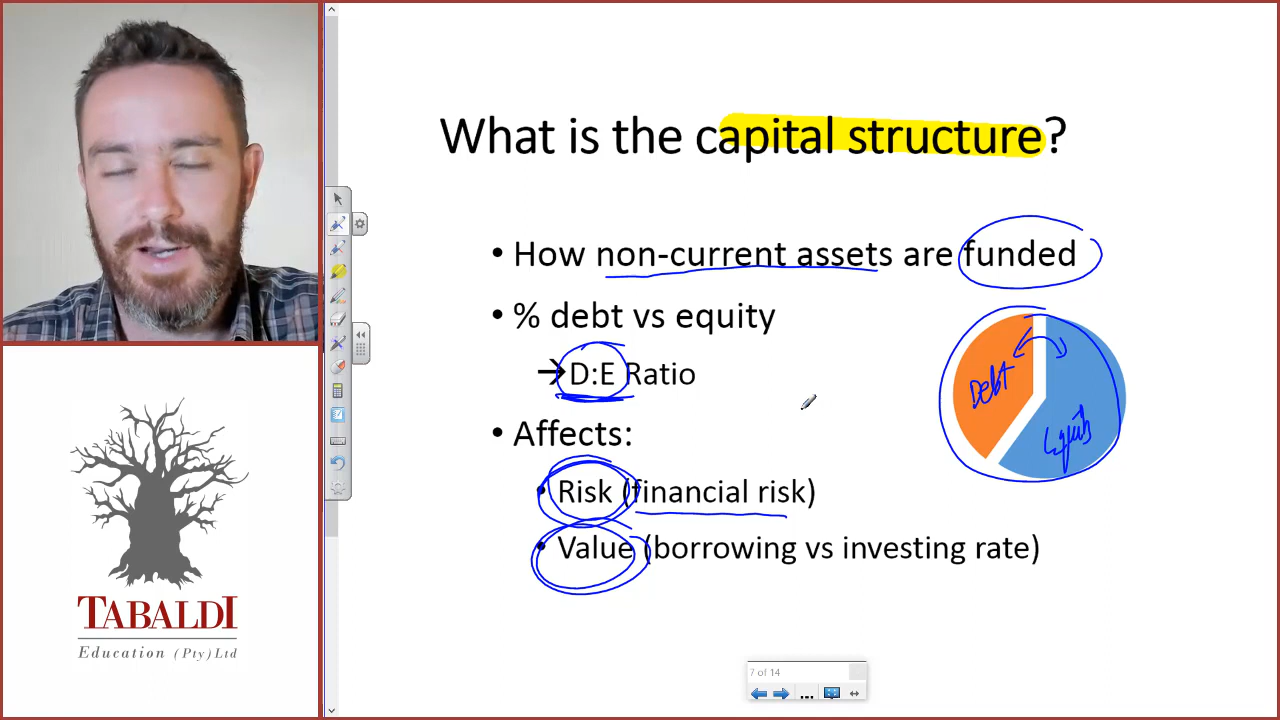 What is the capital structure?
• How non-current assets are funded
• % debt vs equity
→ D:E Ratio
• Affects:
• Risk (financial risk)
• Value (borrowing vs investing rate)
Debt
Equity
TABALDI
Education (Pty) Ltd
7 of 14